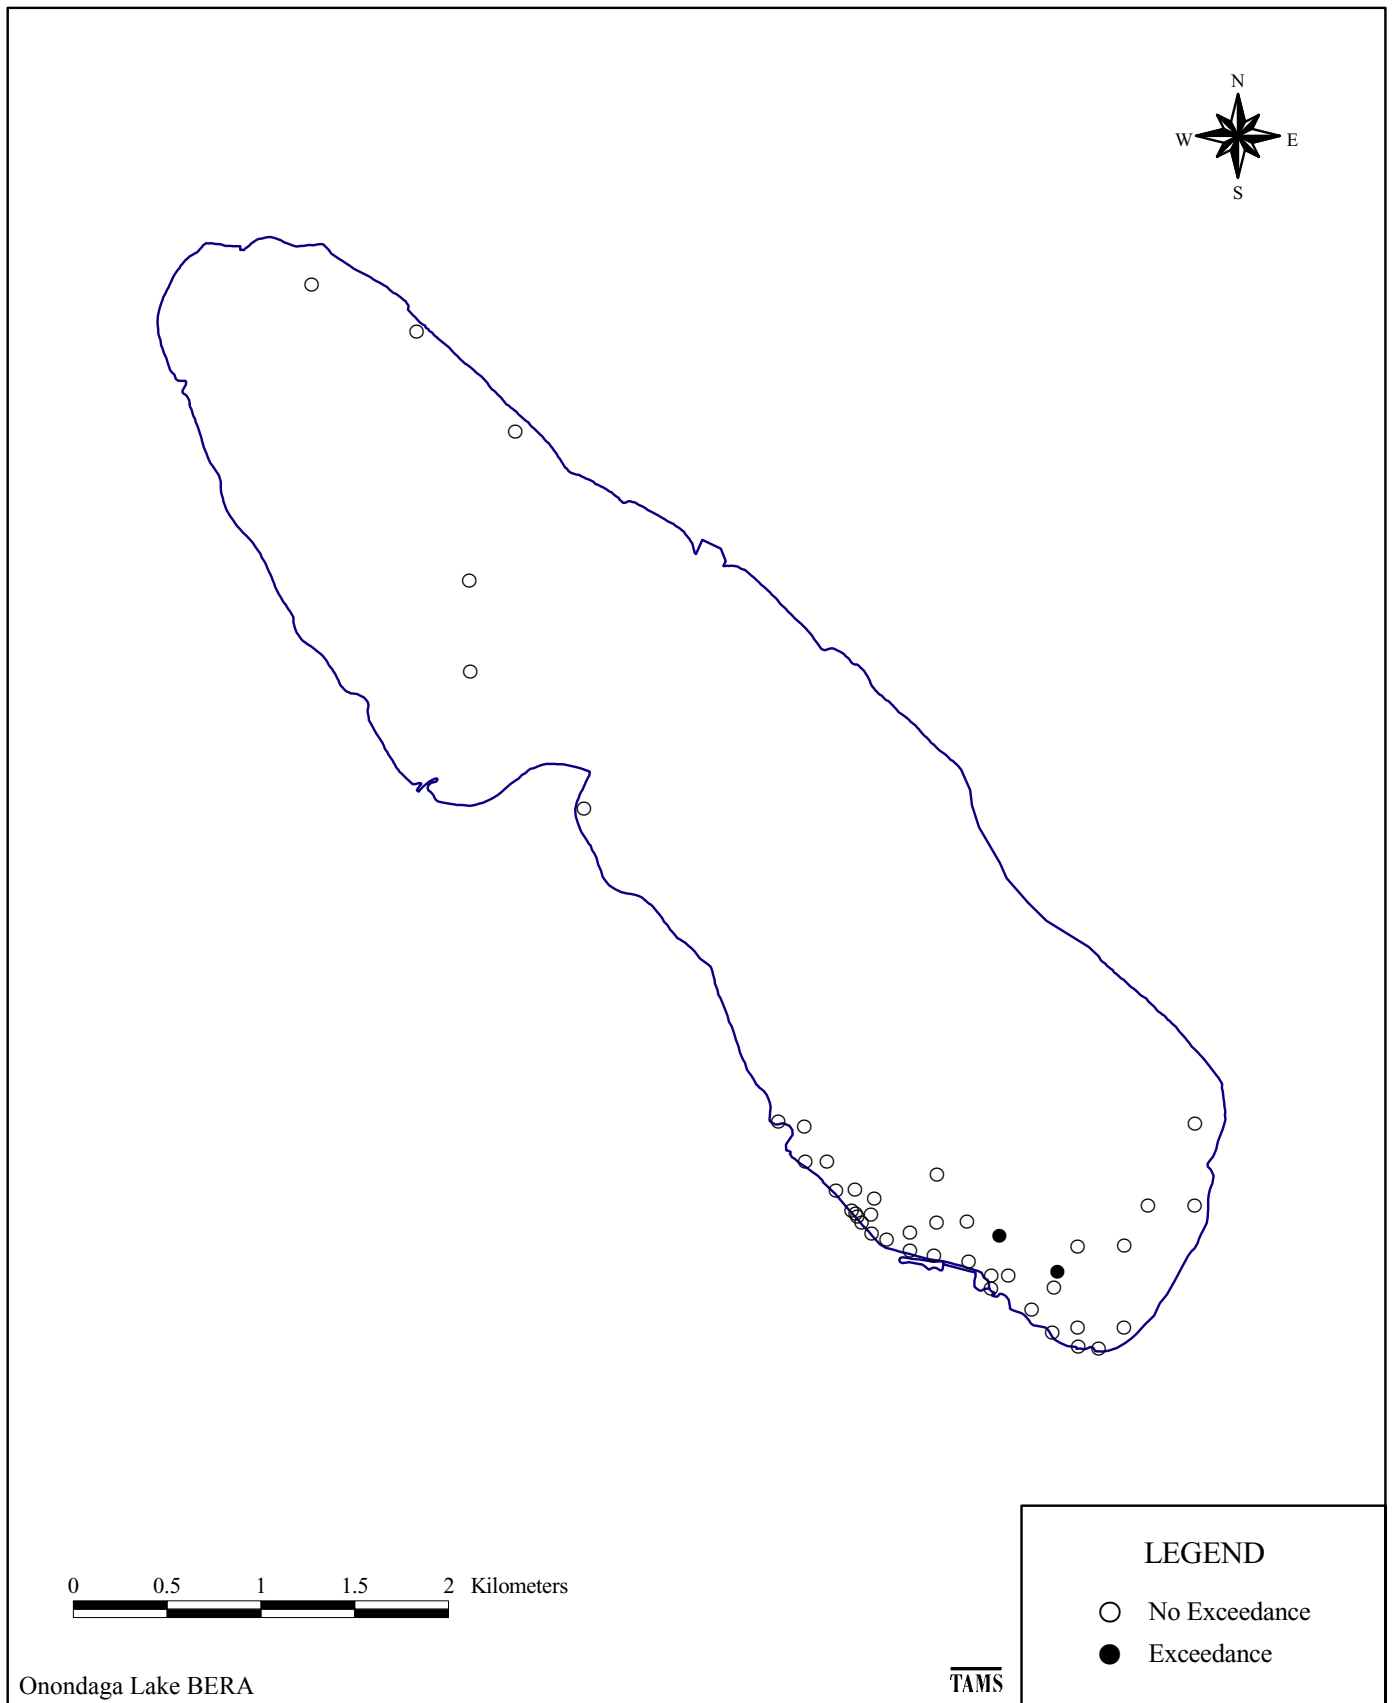 N
W E
S
LEGEND
0 0.5 1 1.5 2 Kilometers
No Exceedance
Exceedance
Onondaga Lake BERA
TAMS